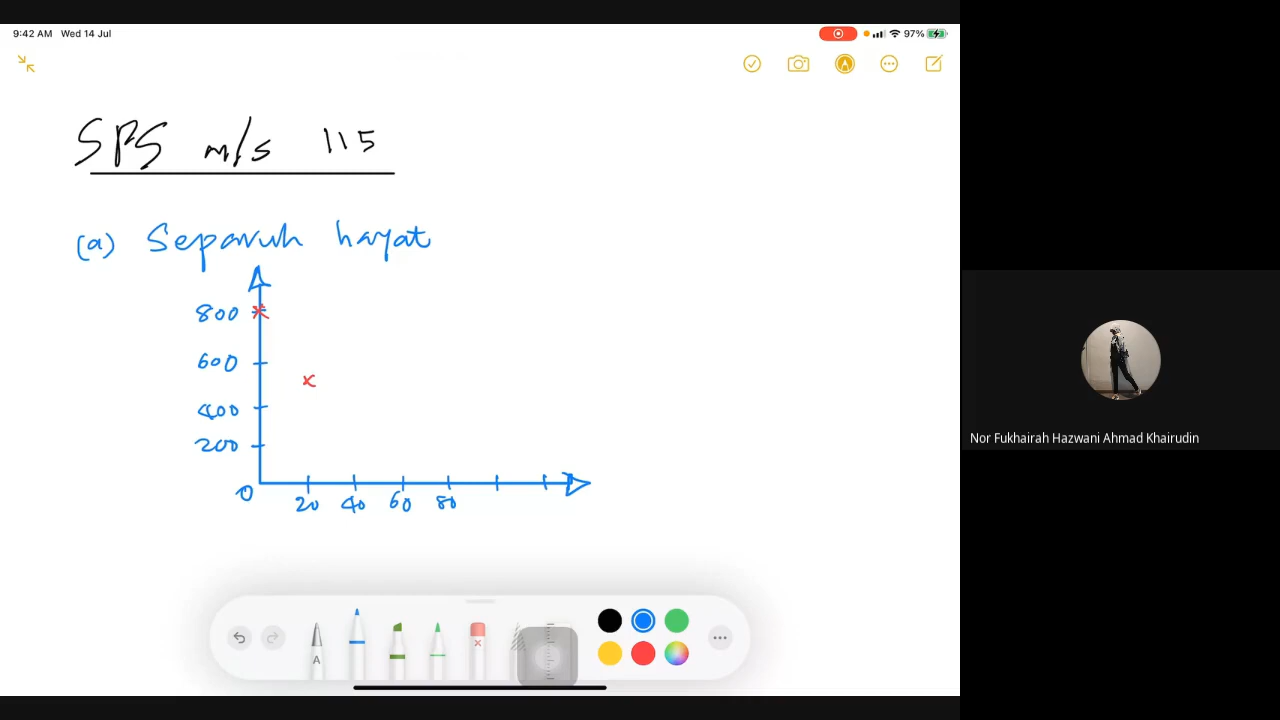 9:42 AM Wed 14 Jul
97%
SPS m/s 115
(a) Separuh hayat
800
600
400
200
0
20 40 60 80
A
Nor Fukhairah Hazwani Ahmad Khairudin